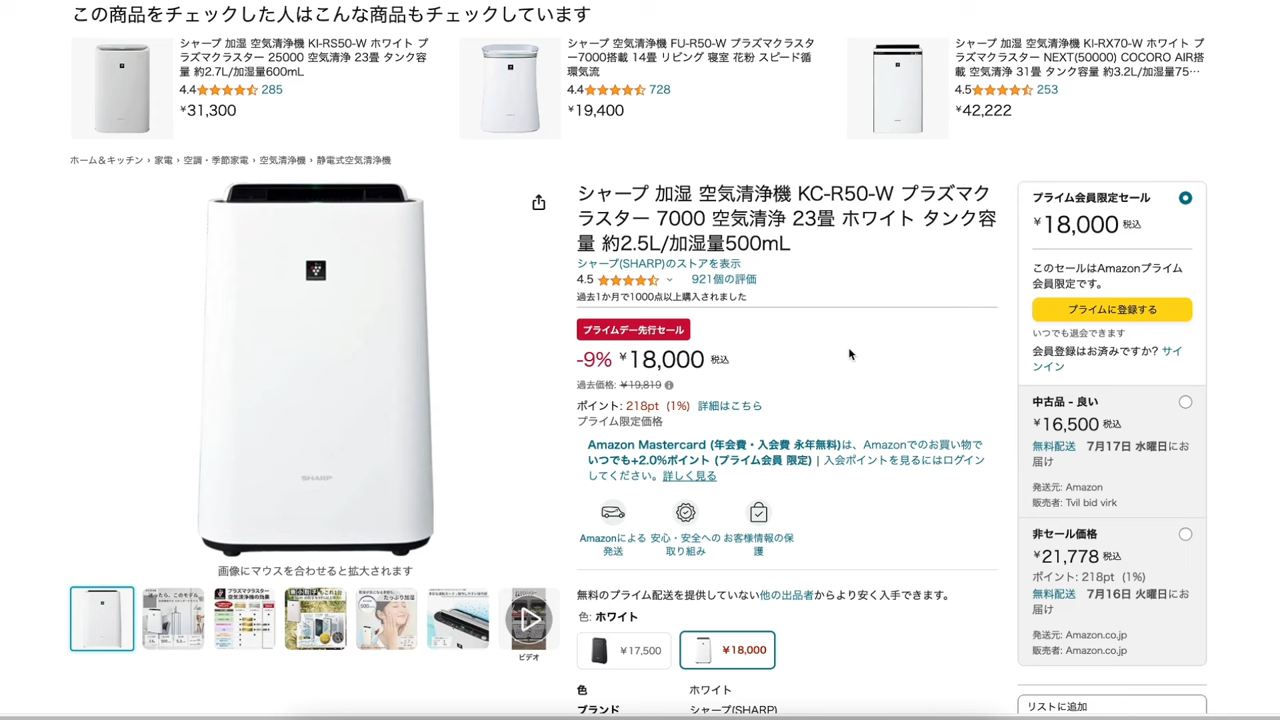 この商品をチェックした人はこんな商品もチェックしています
シャープ 加湿 空気清浄機 KI-RS50-W ホワイト プ
ラズマクラスター 25000 空気清浄 23畳 タンク容
量 約2.7L/加湿量600mL
4.4 285
¥31,300
シャープ 空気清浄機 FU-R50-W プラズマクラスタ
ー7000搭載 14畳 リビング 寝室 花粉 スピード循
環気流
4.4 728
¥19,400
シャープ 加湿 空気清浄機 KI-RX70-W ホワイト プ
ラズマクラスター NEXT(50000) COCORO AIR搭
載 空気清浄 31畳 タンク容量 約3.2L/加湿量75…
4.5 253
¥42,222
ホーム＆キッチン › 家電 › 空調・季節家電 › 空気清浄機 › 静電式空気清浄機
SHARP
画像にマウスを合わせると拡大されます
ビデオ
シャープ 加湿 空気清浄機 KC-R50-W プラズマク
ラスター 7000 空気清浄 23畳 ホワイト タンク容
量 約2.5L/加湿量500mL
シャープ(SHARP)のストアを表示
4.5 921個の評価
過去1か月で1000点以上購入されました
プライムデー先行セール
-9% ¥18,000 税込
過去価格: ¥19,819
ポイント: 218pt (1%) 詳細はこちら
プライム限定価格
Amazon Mastercard (年会費・入会費 永年無料)は、Amazonでのお買い物で
いつでも+2.0%ポイント (プライム会員 限定) | 入会ポイントを見るにはログイン
してください。詳しく見る
Amazonによる
発送
安心・安全への
取り組み
お客様情報の保
護
無料のプライム配送を提供していない他の出品者からより安く入手できます。
色: ホワイト
¥17,500
¥18,000
色 ホワイト
ブランド シャープ(SHARP)
プライム会員限定セール
¥18,000 税込
このセールはAmazonプライム
会員限定です。
プライムに登録する
いつでも退会できます
会員登録はお済みですか? サイ
ンイン
中古品 - 良い
¥16,500 税込
無料配送 7月17日 水曜日にお
届け
発送元: Amazon
販売者: Tvil bid virk
非セール価格
¥21,778 税込
ポイント: 218pt (1%)
無料配送 7月16日 火曜日にお
届け
発送元: Amazon.co.jp
販売者: Amazon.co.jp
リストに追加